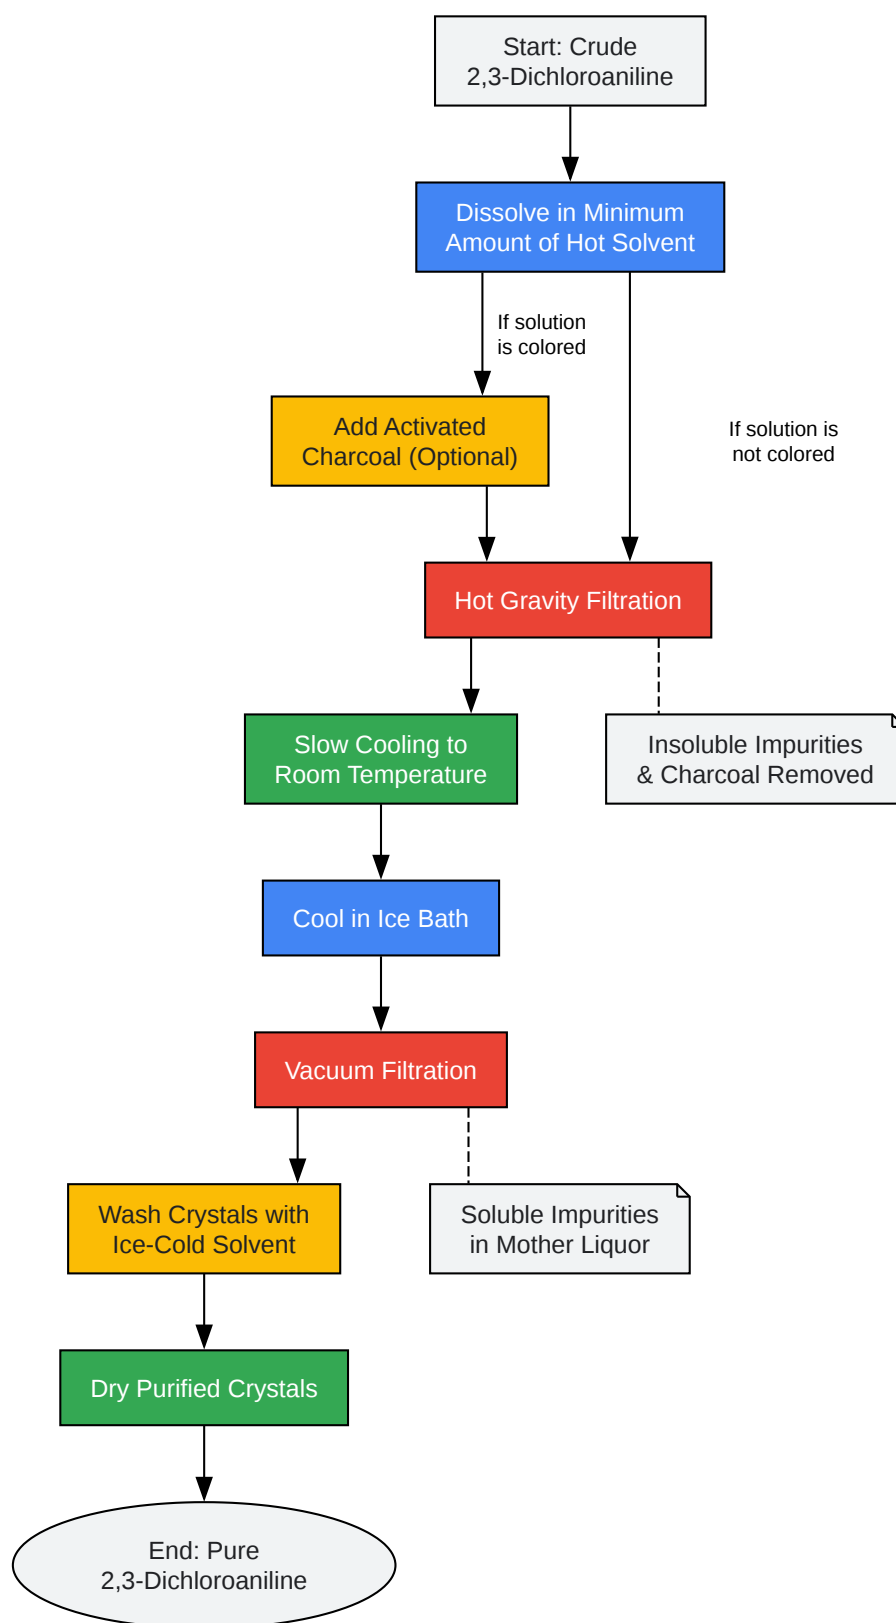 Start: Crude
2,3-Dichloroaniline
Dissolve in Minimum
Amount of Hot Solvent
If solution
is colored
Add Activated
Charcoal (Optional)
If solution is
not colored
Hot Gravity Filtration
Slow Cooling to
Room Temperature
Insoluble Impurities
& Charcoal Removed
Cool in Ice Bath
Vacuum Filtration
Wash Crystals with
Ice-Cold Solvent
Soluble Impurities
in Mother Liquor
Dry Purified Crystals
End: Pure
2,3-Dichloroaniline